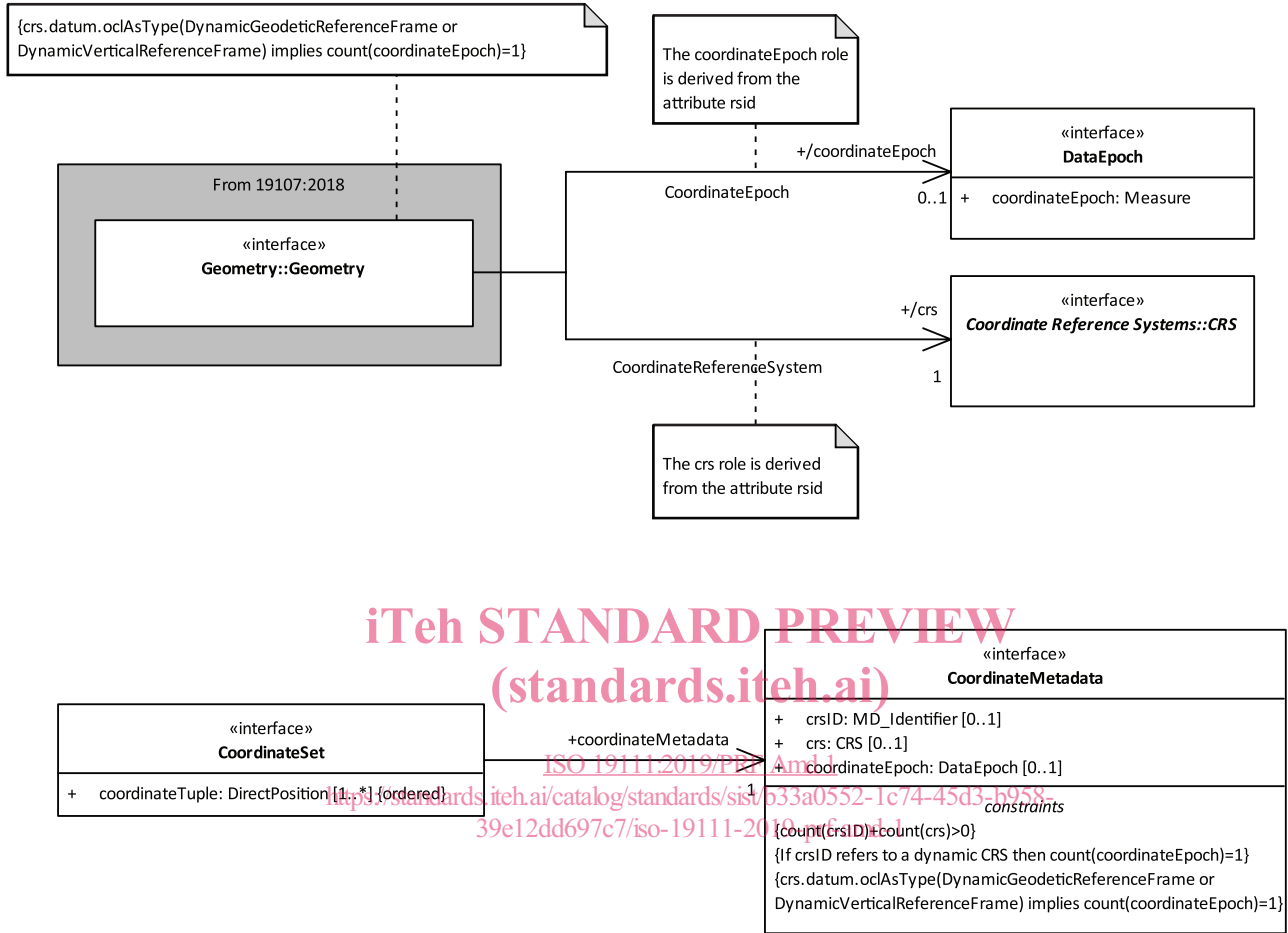 {crs.datum.oclAsType(DynamicGeodeticReferenceFrame or
DynamicVerticalReferenceFrame) implies count(coordinateEpoch)=1}
The coordinateEpoch role
is derived from the
attribute rsid
From 19107:2018
«interface»
Geometry::Geometry
+/coordinateEpoch
CoordinateEpoch
0..1
«interface»
DataEpoch
+ coordinateEpoch: Measure
+/crs
CoordinateReferenceSystem
1
«interface»
Coordinate Reference Systems::CRS
The crs role is derived
from the attribute rsid
iTeh STANDARD PREVIEW
(standards.iteh.ai)
ISO 19111:2019/PRF Amd 1
https://standards.iteh.ai/catalog/standards/sist/b33a0552-1c74-45d3-b958-
39e12dd697c7/iso-19111-2019-prf-amd-1
«interface»
CoordinateSet
+ coordinateTuple: DirectPosition [1..*] {ordered}
+coordinateMetadata
1
«interface»
CoordinateMetadata
+ crsID: MD_Identifier [0..1]
+ crs: CRS [0..1]
+ coordinateEpoch: DataEpoch [0..1]
constraints
{count(crsID)+count(crs)>0}
{If crsID refers to a dynamic CRS then count(coordinateEpoch)=1}
{crs.datum.oclAsType(DynamicGeodeticReferenceFrame or
DynamicVerticalReferenceFrame) implies count(coordinateEpoch)=1}